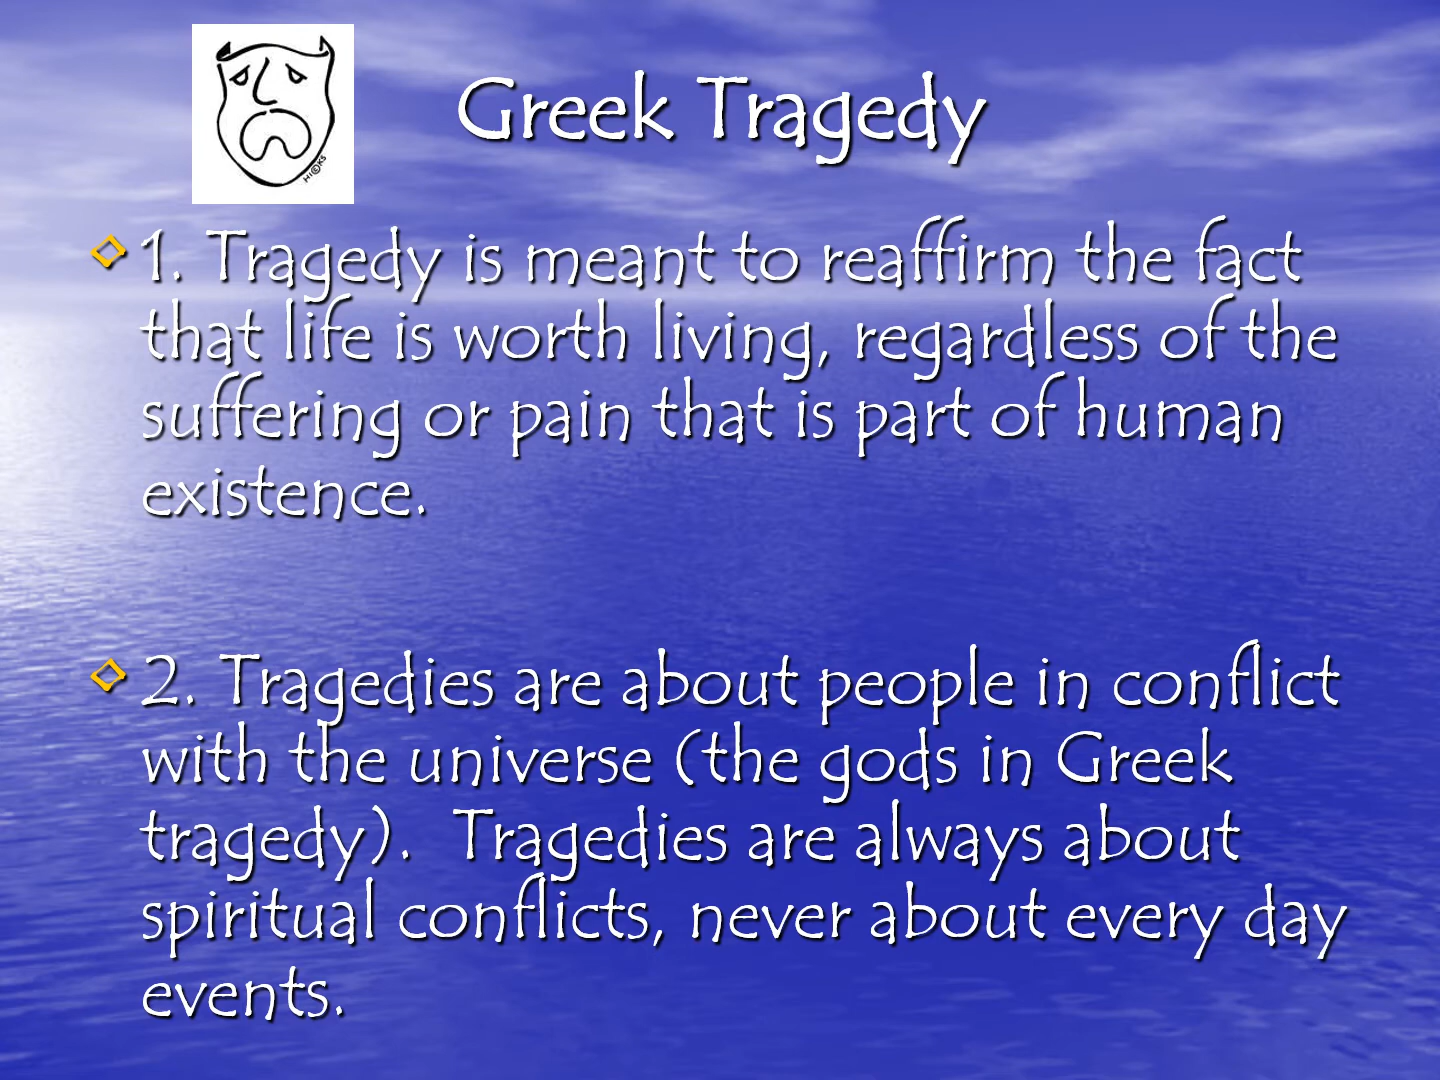 Greek Tragedy
HI©KS
1. Tragedy is meant to reaffirm the fact
that life is worth living, regardless of the
suffering or pain that is part of human
existence.
2. Tragedies are about people in conflict
with the universe (the gods in Greek
tragedy).  Tragedies are always about
spiritual conflicts, never about every day
events.